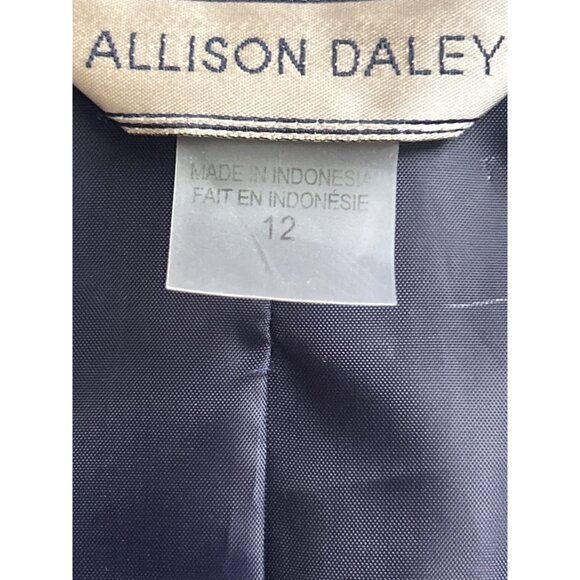 ALLISON DALEY
MADE IN INDONESIA
FAIT EN INDONÉSIE
12